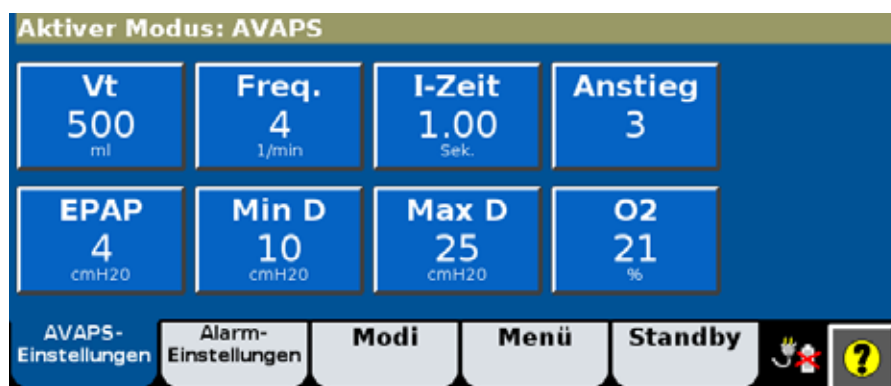 Aktiver Modus: AVAPS
Vt
500
ml
Freq.
4
1/min
I-Zeit
1.00
Sek.
Anstieg
3
EPAP
4
cmH20
Min D
10
cmH20
Max D
25
cmH20
O2
21
%
AVAPS-
Einstellungen
Alarm-
Einstellungen
Modi
Menü
Standby
?